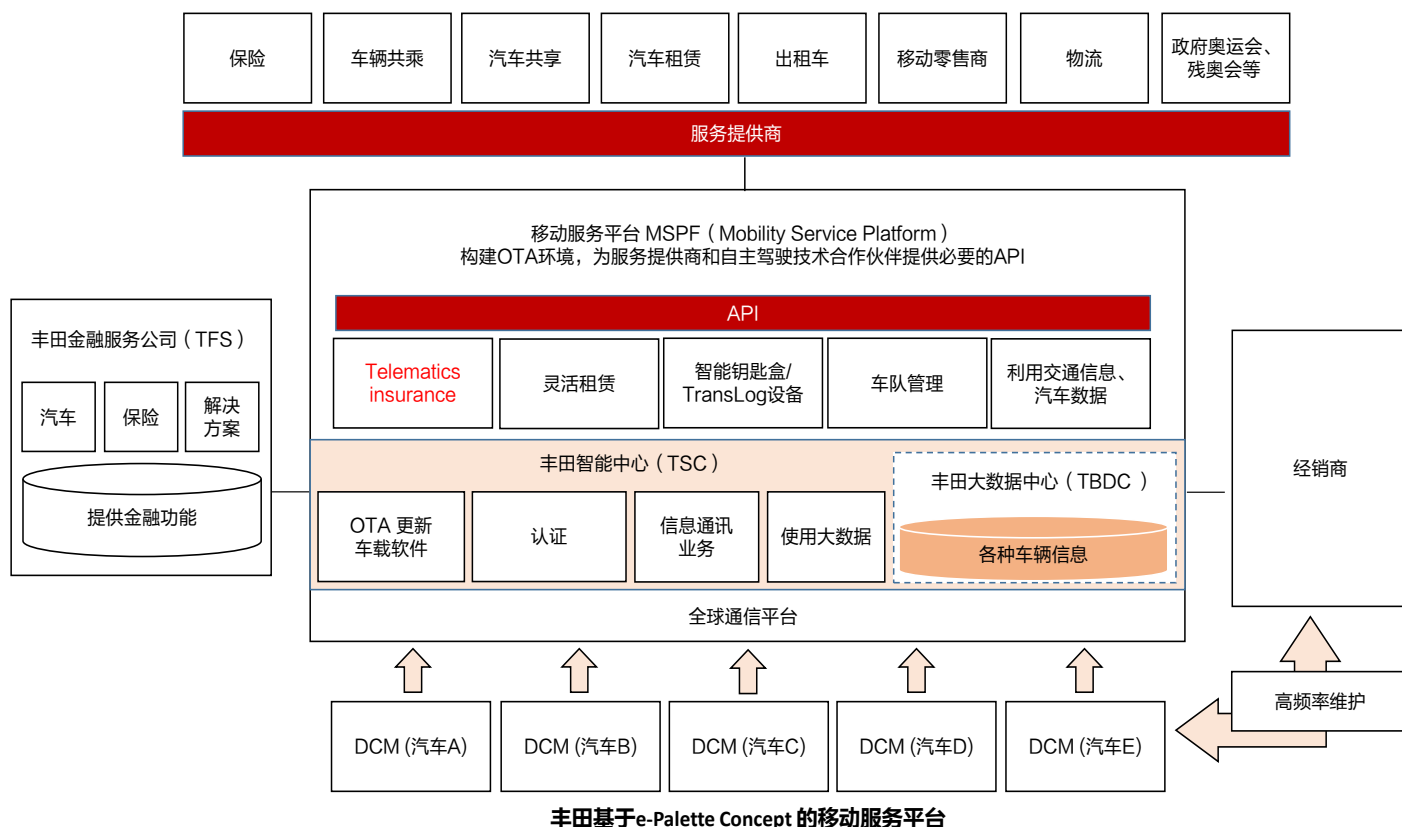 保险
车辆共乘
汽车共享
汽车租赁
出租车
移动零售商
物流
政府奥运会、
残奥会等
服务提供商
移动服务平台 MSPF（Mobility Service Platform）
构建OTA环境，为服务提供商和自主驾驶技术合作伙伴提供必要的API
API
Telematics
insurance
灵活租赁
智能钥匙盒/
TransLog设备
车队管理
利用交通信息、
汽车数据
丰田金融服务公司（TFS）
汽车
保险
解决
方案
提供金融功能
丰田智能中心（TSC）
OTA 更新
车载软件
认证
信息通讯
业务
使用大数据
丰田大数据中心（TBDC ）
各种车辆信息
全球通信平台
经销商
高频率维护
DCM (汽车A)
DCM (汽车B)
DCM (汽车C)
DCM (汽车D)
DCM (汽车E)
丰田基于e-Palette Concept 的移动服务平台